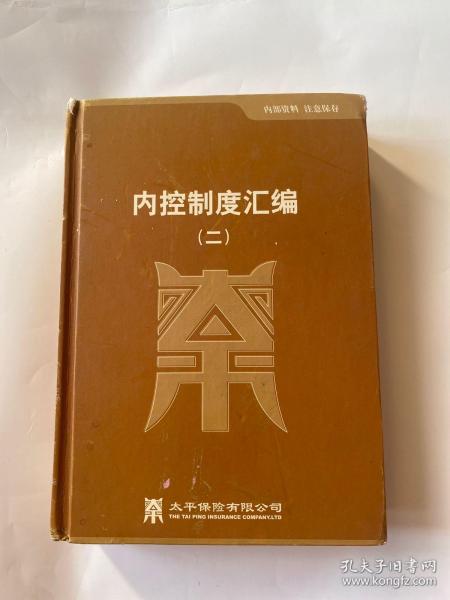 内部资料 注意保存
内控制度汇编
(二)
太平保险有限公司
THE TAI PING INSURANCE COMPANY,LTD
孔夫子旧书网
www.kongfz.com